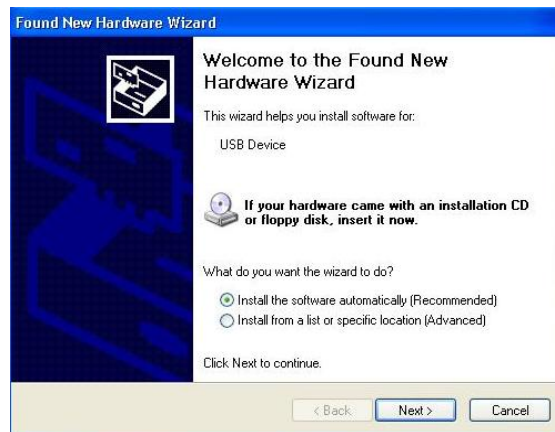 Found New Hardware Wizard
Welcome to the Found New
Hardware Wizard
This wizard helps you install software for:
USB Device
If your hardware came with an installation CD
or floppy disk, insert it now.
What do you want the wizard to do?
Install the software automatically (Recommended)
Install from a list or specific location (Advanced)
Click Next to continue.
< Back Next > Cancel